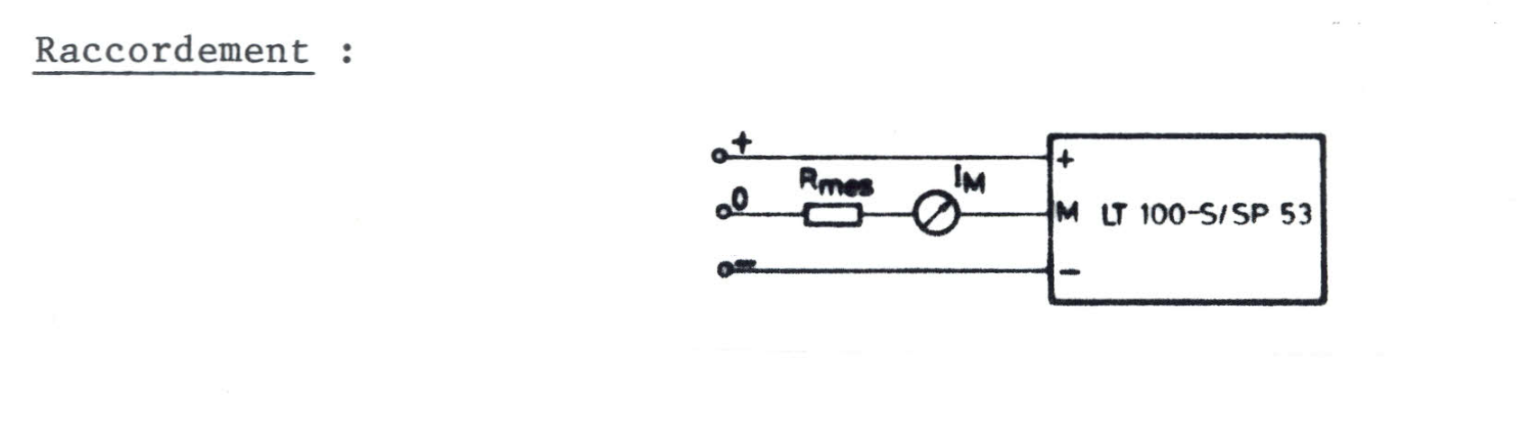 Raccordement :
+
+
Rmes
IM
0
M LT 100-S/SP 53
-
-